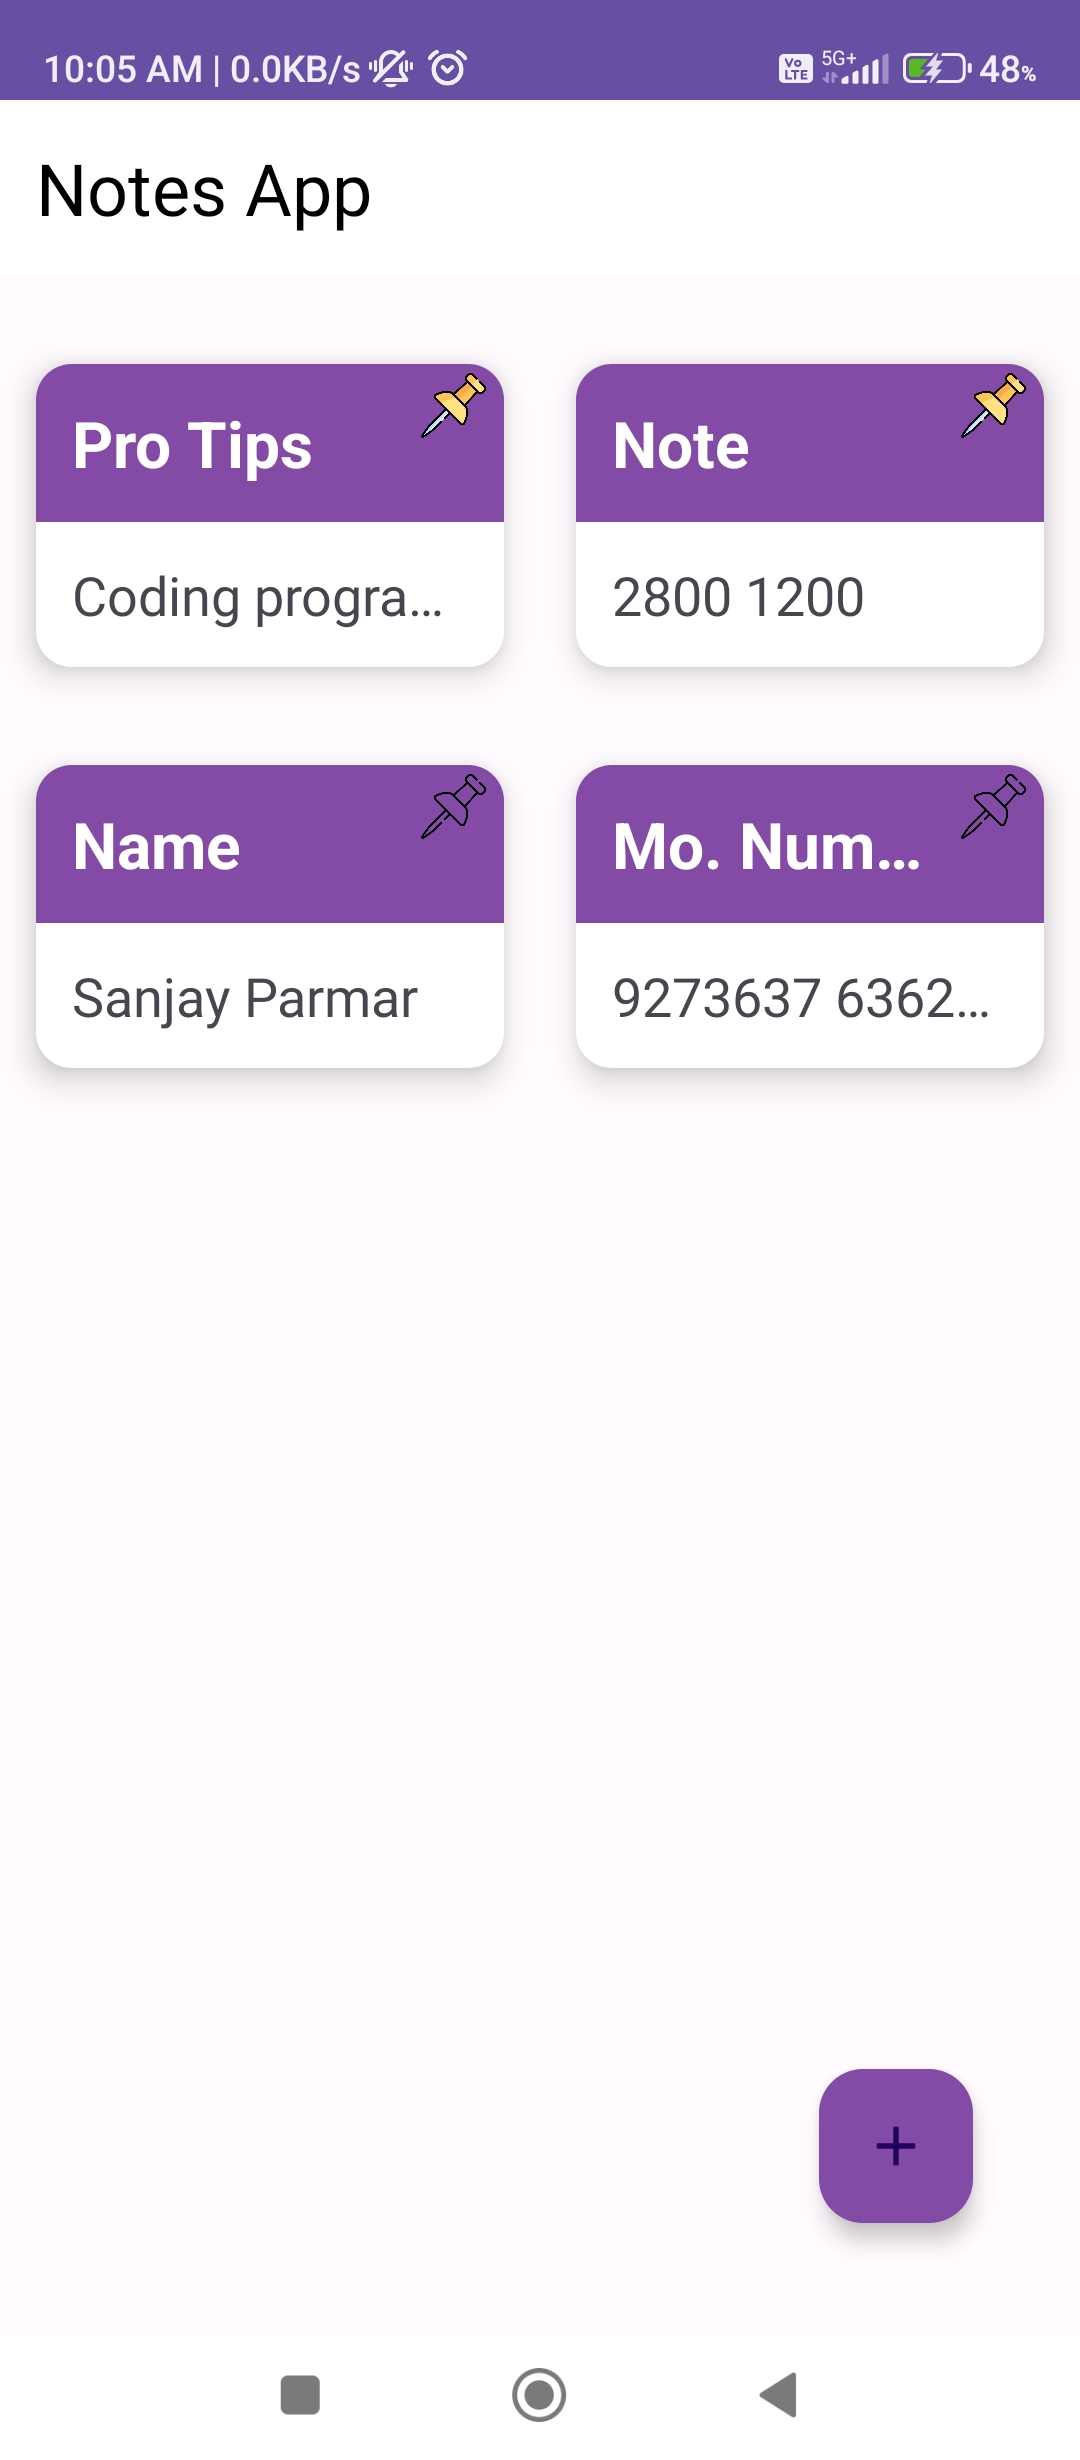 10:05 AM | 0.0KB/s Vo LTE 5G+ 48%
Notes App
Pro Tips
Coding progra...
Note
2800 1200
Name
Sanjay Parmar
Mo. Num...
9273637 6362...